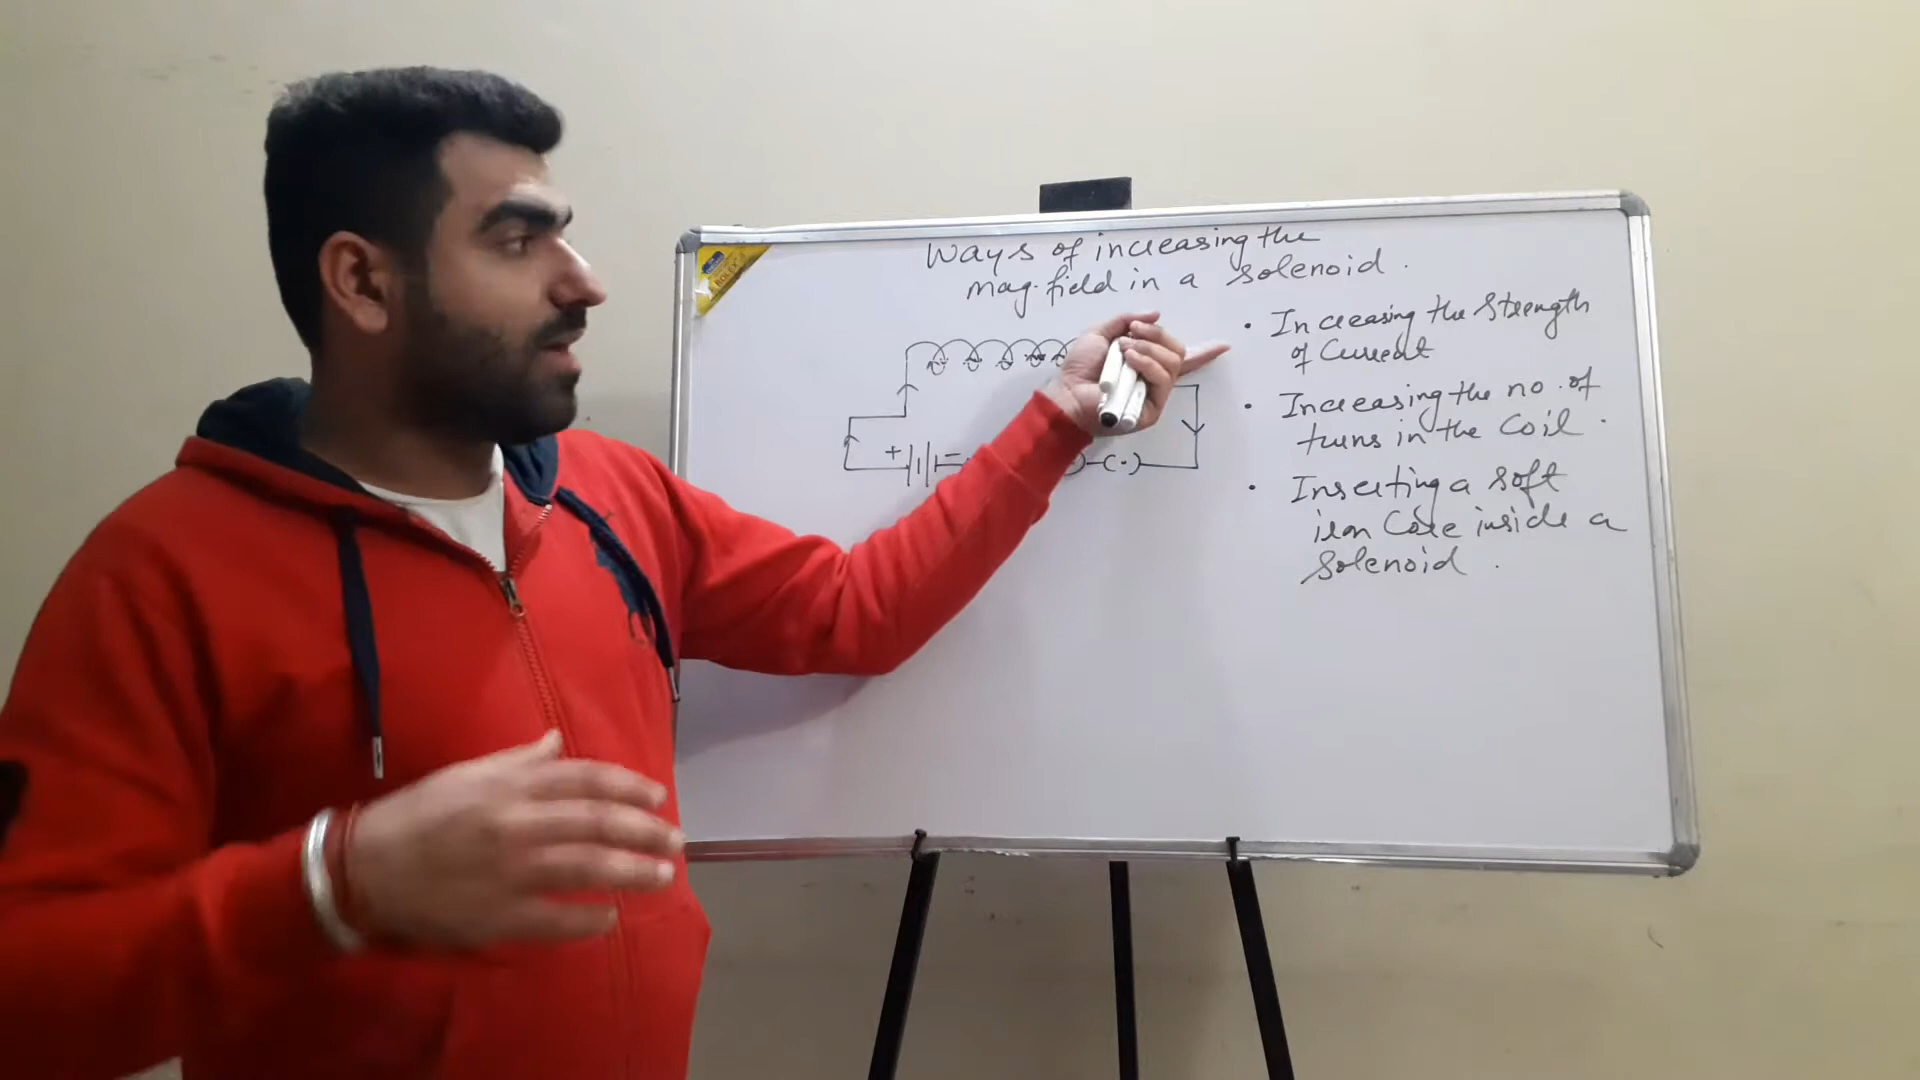 Ways of increasing the
mag. field in a solenoid.
• Increasing the strength
of Current
• Increasing the no. of
turns in the Coil.
• Inserting a soft
iron Core inside a
solenoid.
+ -
(•)
ROLEX